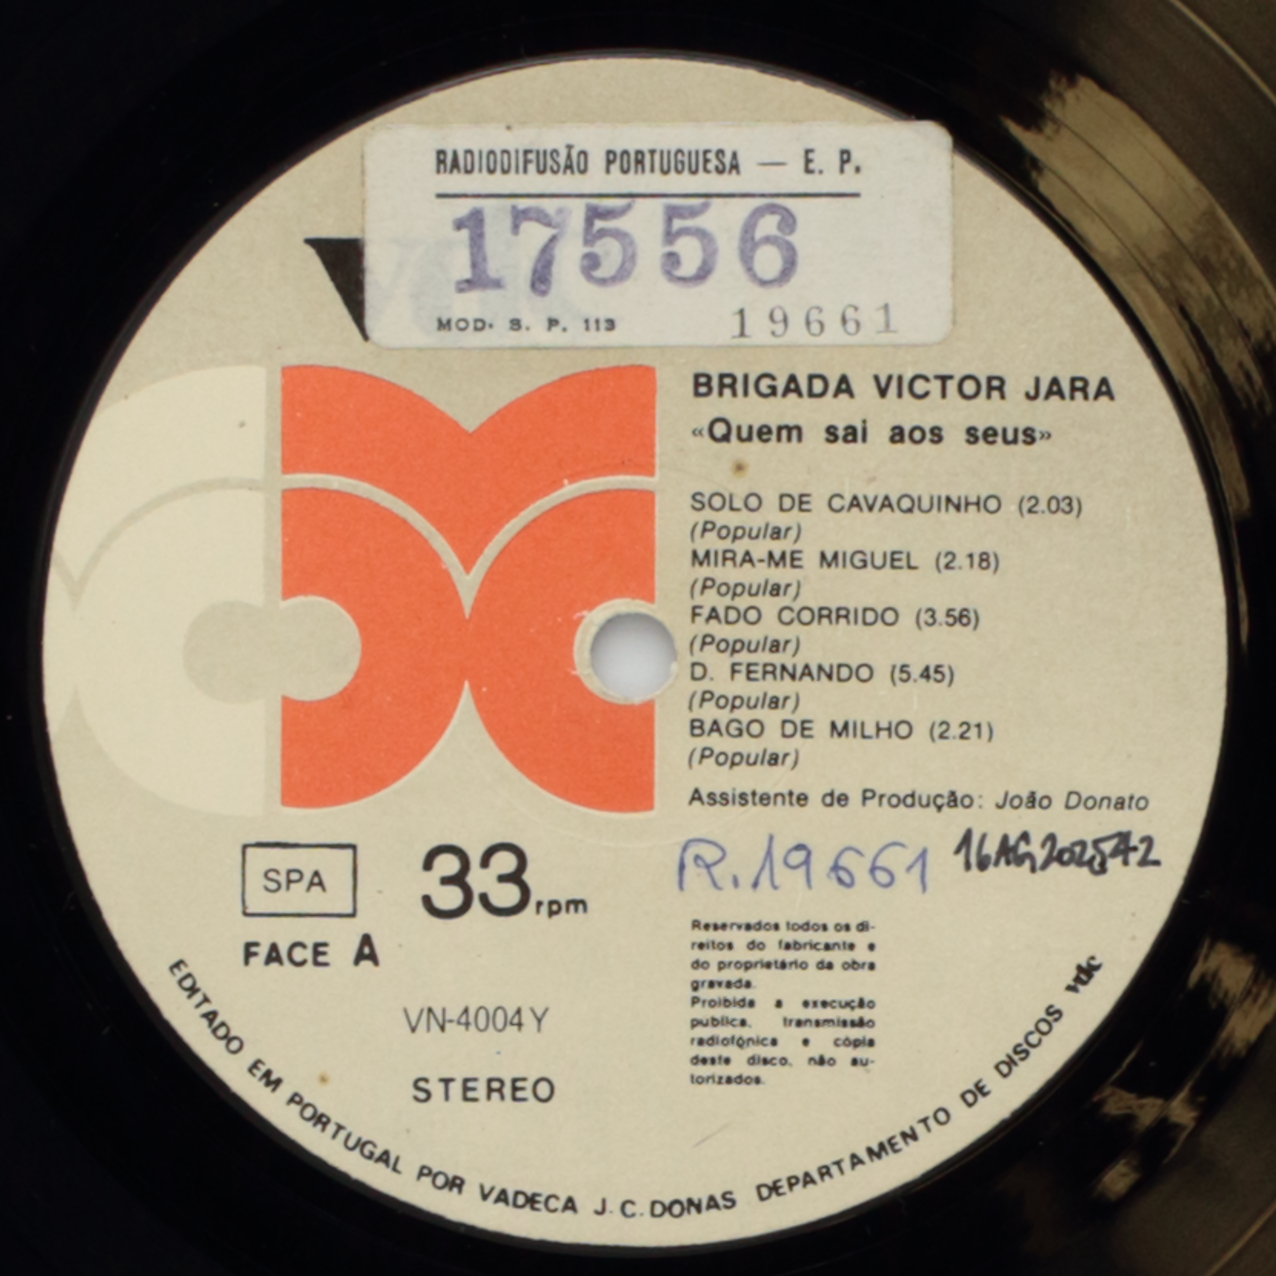 RADIODIFUSÃO PORTUGUESA — E. P.
17556
MOD. S. P. 113 19661
BRIGADA VICTOR JARA
«Quem sai aos seus»
SOLO DE CAVAQUINHO (2.03)
(Popular)
MIRA-ME MIGUEL (2.18)
(Popular)
FADO CORRIDO (3.56)
(Popular)
D. FERNANDO (5.45)
(Popular)
BAGO DE MILHO (2.21)
(Popular)
Assistente de Produção: João Donato
R.19661
SPA
33 rpm
FACE A
VN-4004Y
STEREO
Reservados todos os di-
reitos do fabricante e
do proprietário da obra
gravada.
Proibida a execução
pública, transmissão
radiofónica e cópia
deste disco, não au-
torizados.
EDITADO EM PORTUGAL POR VADECA J.C.DONAS DEPARTAMENTO DE DISCOS vdc